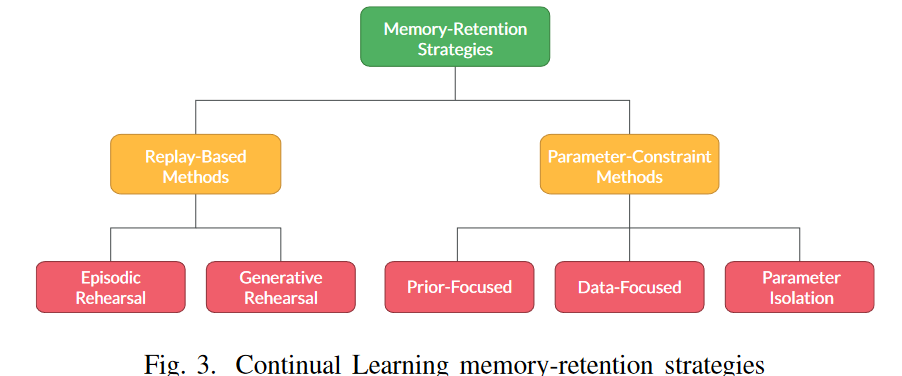 Memory-Retention
Strategies
Replay-Based
Methods
Parameter-Constraint
Methods
Episodic
Rehearsal
Generative
Rehearsal
Prior-Focused
Data-Focused
Parameter
Isolation
Fig. 3. Continual Learning memory-retention strategies